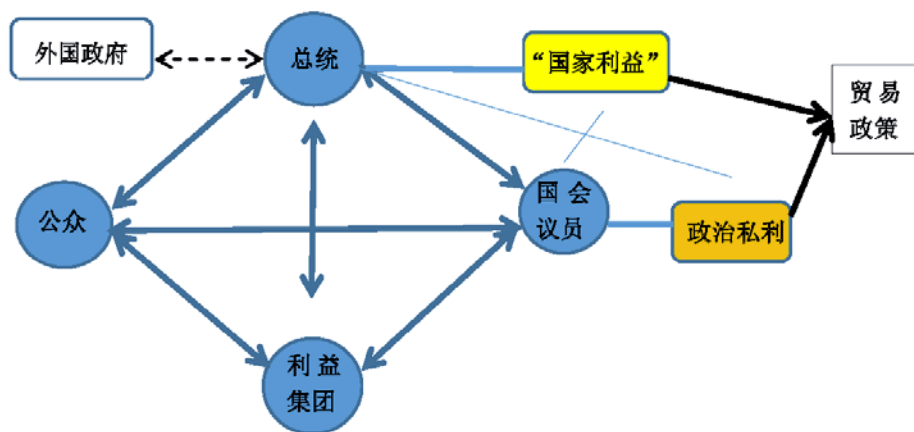 外国政府
总统
“国家利益”
贸 易
政策
公众
国 会
议员
政治私利
利 益
集团